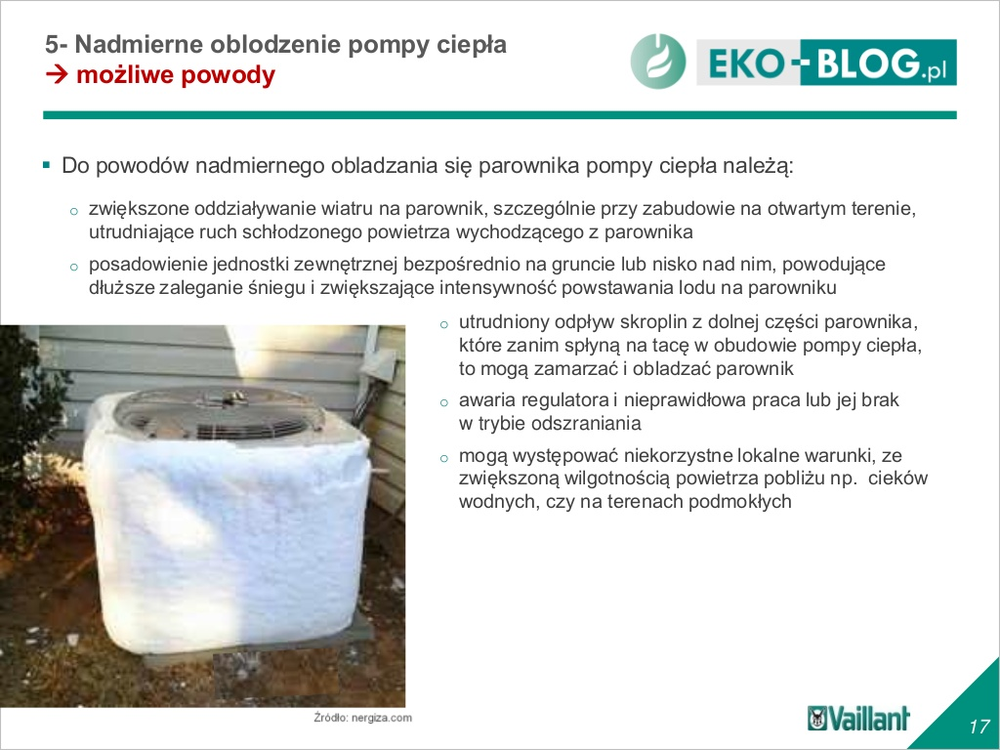 5- Nadmierne oblodzenie pompy ciepła
→ możliwe powody
EKO-BLOG.pl
▪ Do powodów nadmiernego obladzania się parownika pompy ciepła należą:
o zwiększone oddziaływanie wiatru na parownik, szczególnie przy zabudowie na otwartym terenie,
utrudniające ruch schłodzonego powietrza wychodzącego z parownika
o posadowienie jednostki zewnętrznej bezpośrednio na gruncie lub nisko nad nim, powodujące
dłuższe zaleganie śniegu i zwiększające intensywność powstawania lodu na parowniku
o utrudniony odpływ skroplin z dolnej części parownika,
które zanim spłyną na tacę w obudowie pompy ciepła,
to mogą zamarzać i obladzać parownik
o awaria regulatora i nieprawidłowa praca lub jej brak
w trybie odszraniania
o mogą występować niekorzystne lokalne warunki, ze
zwiększoną wilgotnością powietrza pobliżu np. cieków
wodnych, czy na terenach podmokłych
Źródło: nergiza.com
Vaillant
17